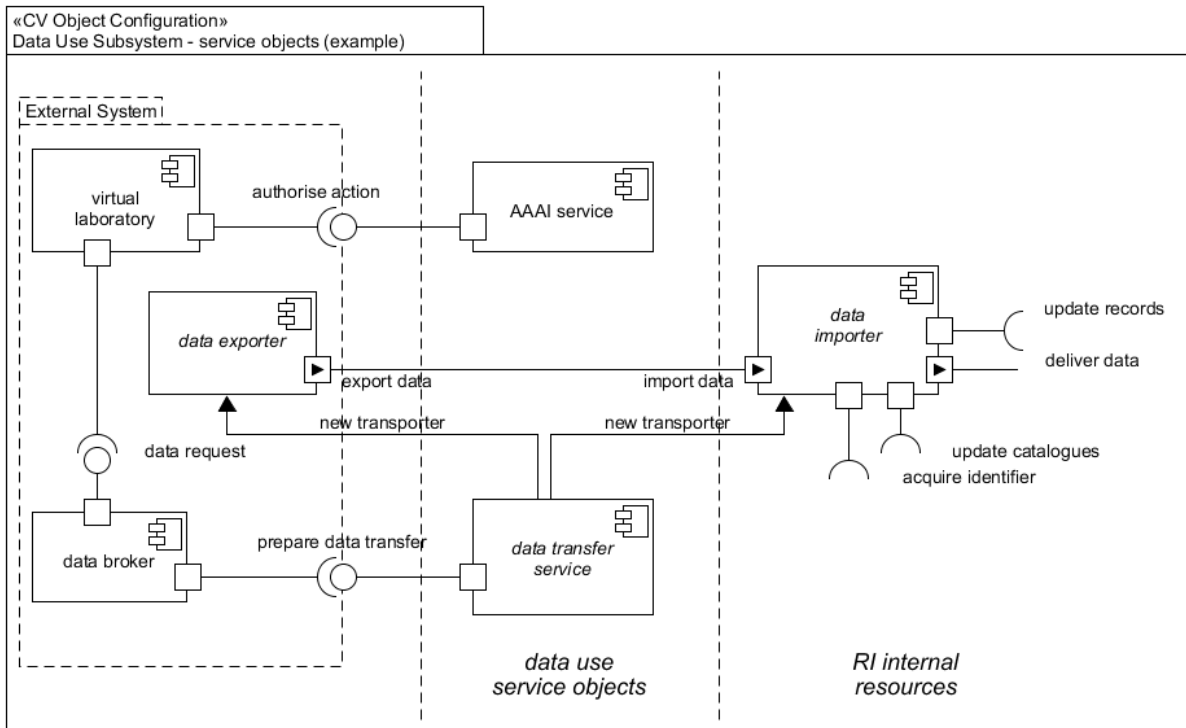 «CV Object Configuration»
Data Use Subsystem - service objects (example)
External System
virtual
laboratory
authorise action
AAAI service
data exporter
data
importer
update records
deliver data
export data
import data
new transporter
new transporter
data request
update catalogues
acquire identifier
data broker
prepare data transfer
data transfer
service
data use
service objects
RI internal
resources